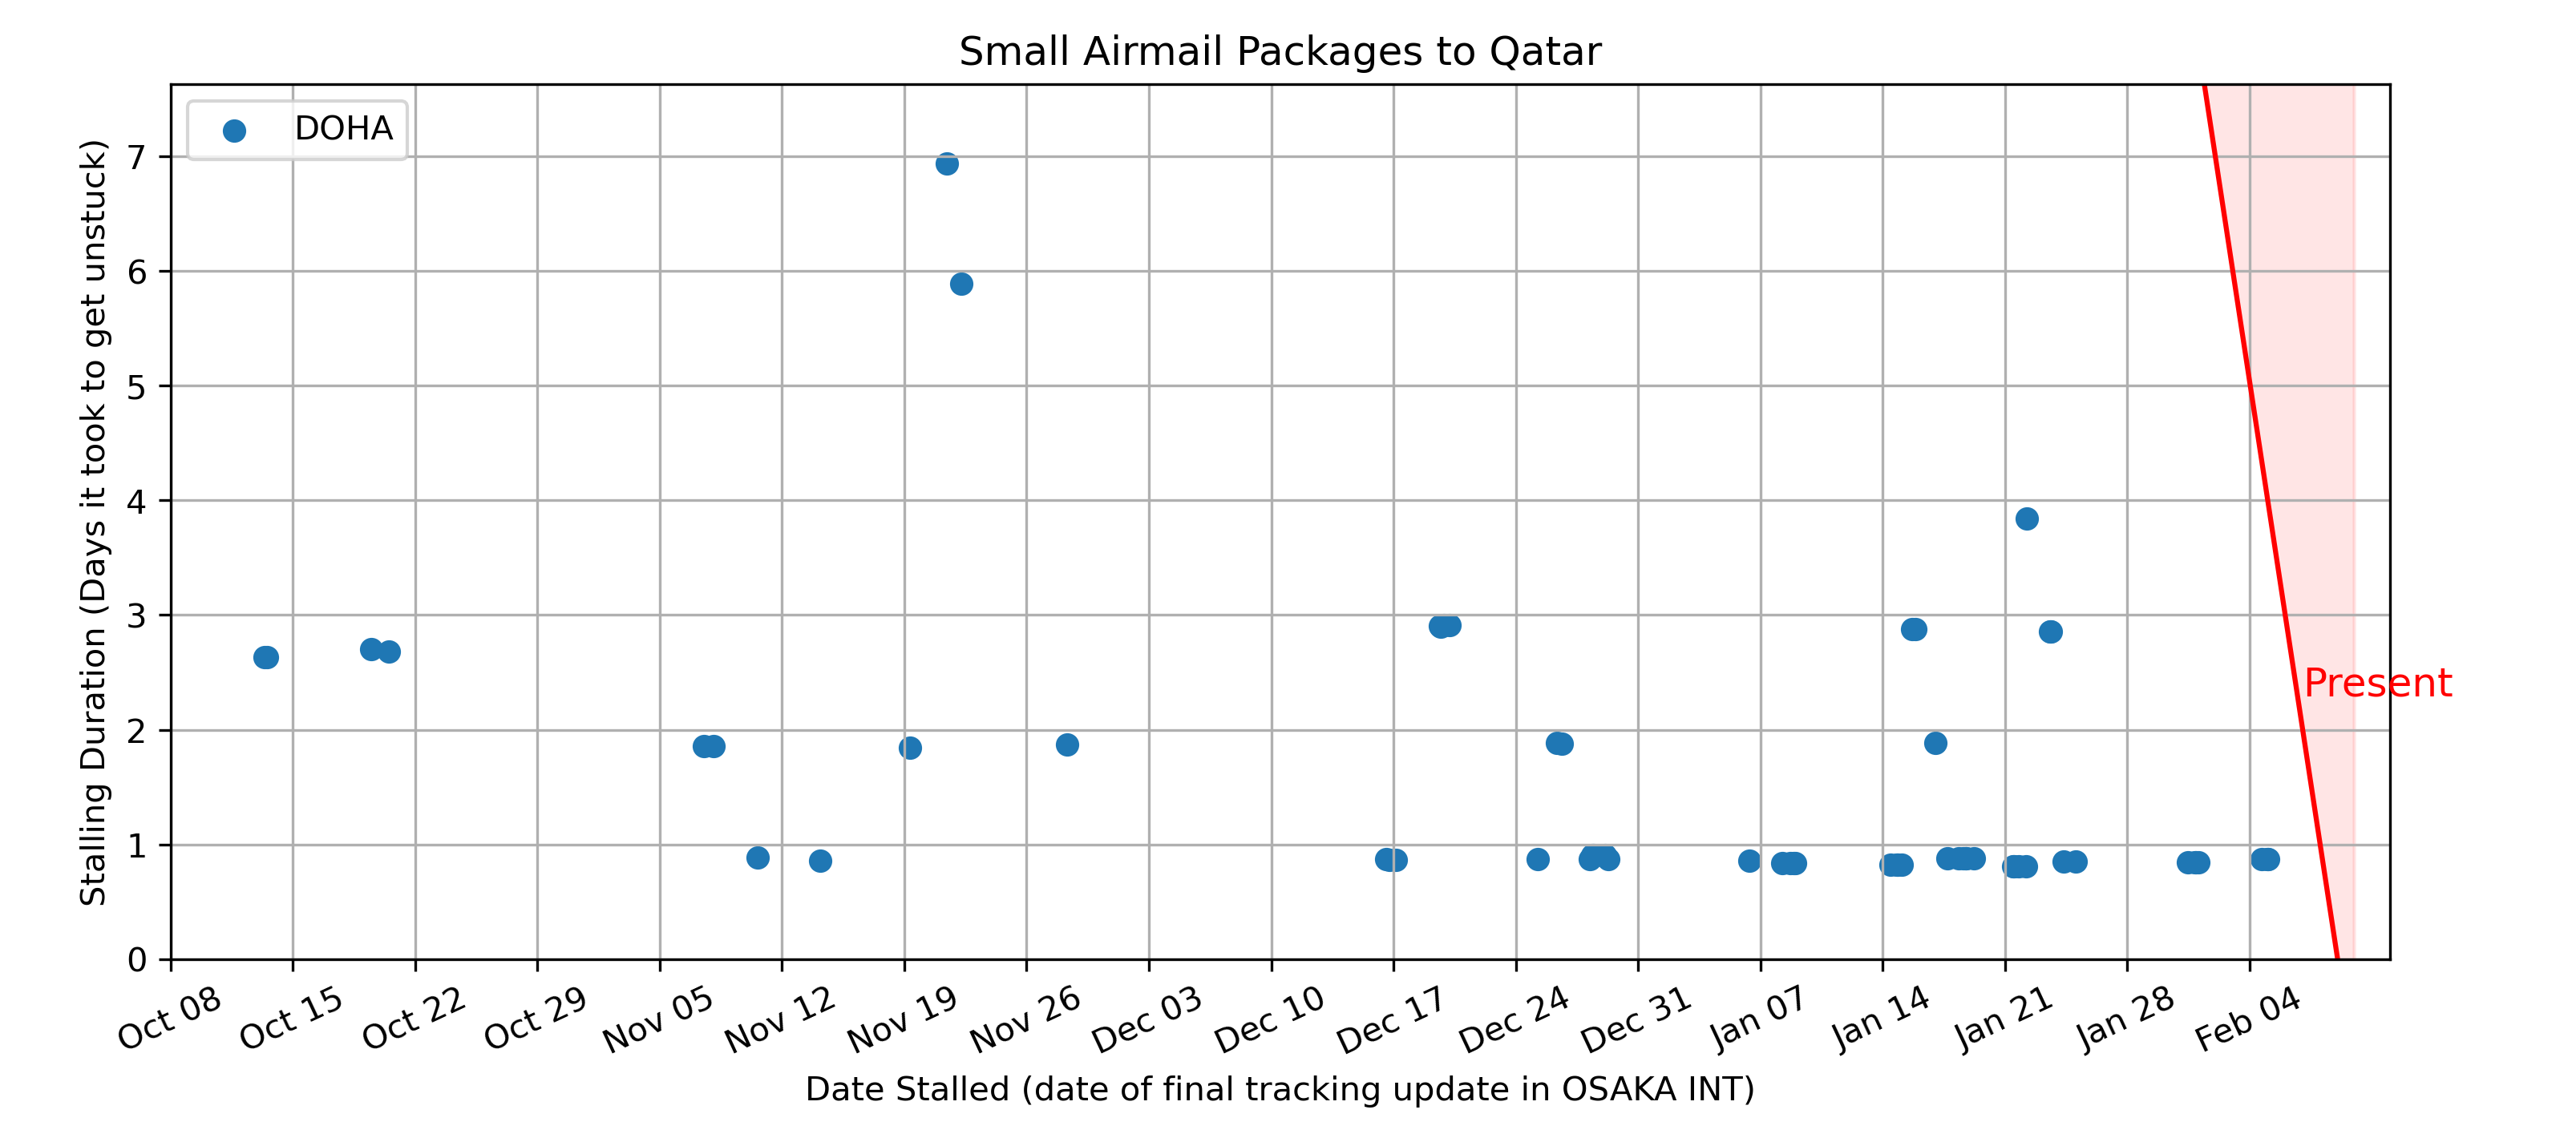 Small Airmail Packages to Qatar
DOHA
Stalling Duration (Days it took to get unstuck)
7
6
5
4
3
2
1
0
Present
Oct 08
Oct 15
Oct 22
Oct 29
Nov 05
Nov 12
Nov 19
Nov 26
Dec 03
Dec 10
Dec 17
Dec 24
Dec 31
Jan 07
Jan 14
Jan 21
Jan 28
Feb 04
Date Stalled (date of final tracking update in OSAKA INT)